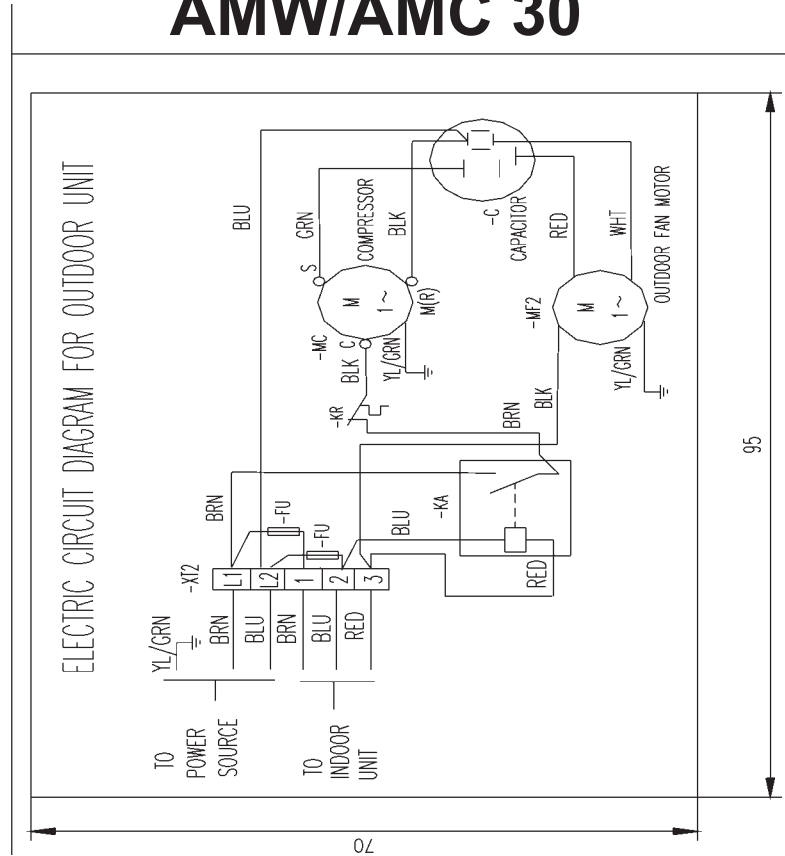 AMW/AMC 30
ELECTRIC CIRCUIT DIAGRAM FOR OUTDOOR UNIT
TO
POWER
SOURCE
TO
INDOOR
UNIT
YL/GRN
BRN
BLU
BRN
BLU
RED
-XT2
L1
L2
1
2
3
BRN
-FU
-FU
BLU
BLU
-KA
RED
BRN
BLK
-KR
BLK
C
YL/GRN
-MC
M
1~
S
M(R)
GRN
COMPRESSOR
BLK
-C
CAPACITOR
RED
WHT
-MF2
M
1~
OUTDOOR FAN MOTOR
YL/GRN
95
70